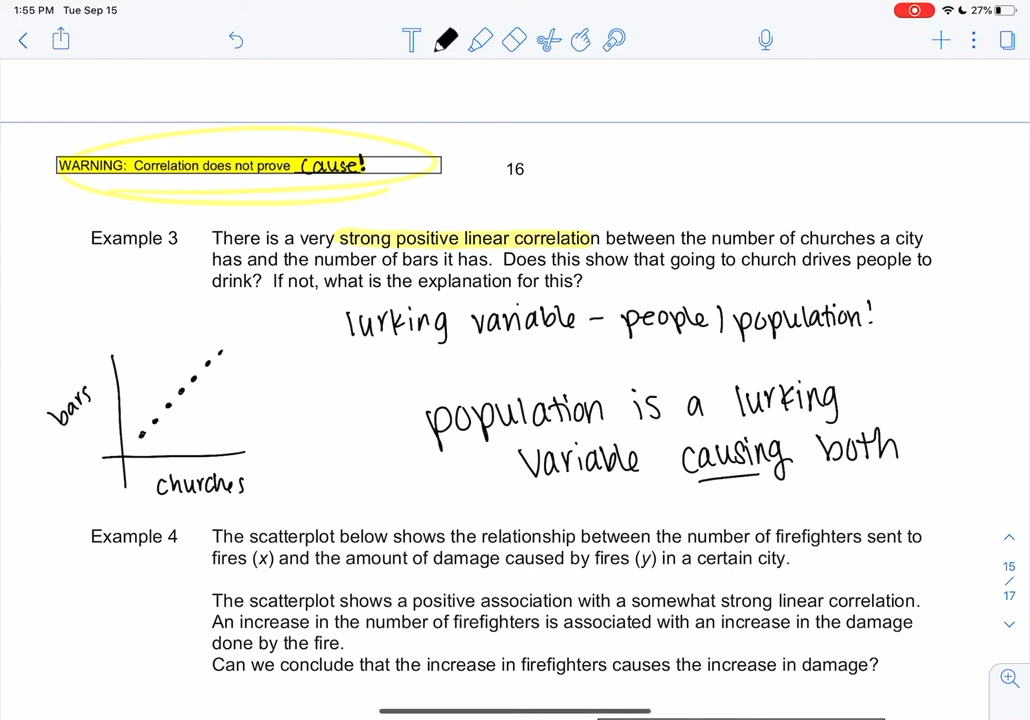 1:55 PM Tue Sep 15
27%
T
WARNING: Correlation does not prove cause!
16
Example 3 There is a very strong positive linear correlation between the number of churches a city
has and the number of bars it has. Does this show that going to church drives people to
drink? If not, what is the explanation for this?
lurking variable – people / population!
bars
churches
population is a lurking
variable causing both
Example 4 The scatterplot below shows the relationship between the number of firefighters sent to
fires (x) and the amount of damage caused by fires (y) in a certain city.
The scatterplot shows a positive association with a somewhat strong linear correlation.
An increase in the number of firefighters is associated with an increase in the damage
done by the fire.
Can we conclude that the increase in firefighters causes the increase in damage?
15
/
17